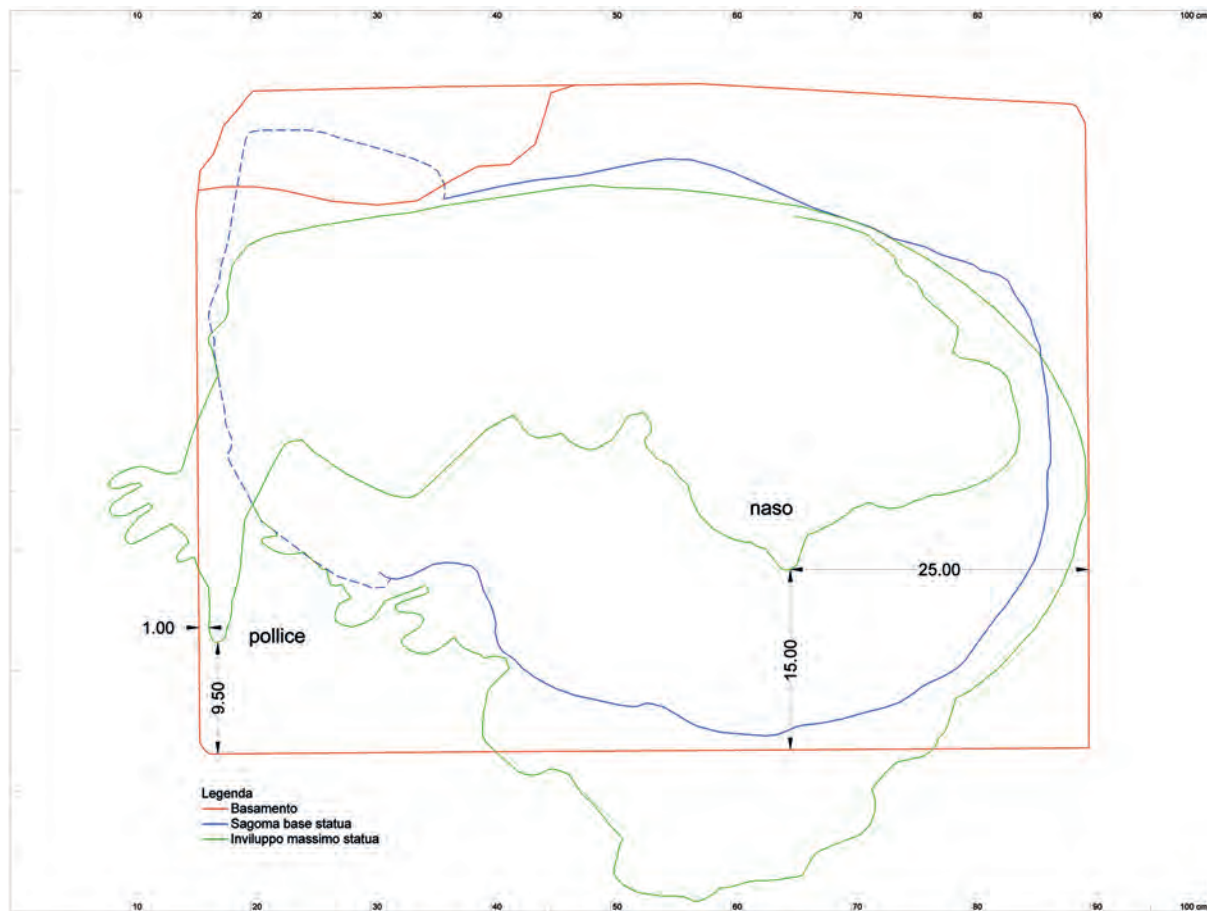 10 20 30 40 50 60 70 80 90 100 cm
naso
25.00
1.00
pollice
15.00
9.50
Legenda
Basamento
Sagoma base statua
Inviluppo massimo statua
10 20 30 40 50 60 70 80 90 100 cm